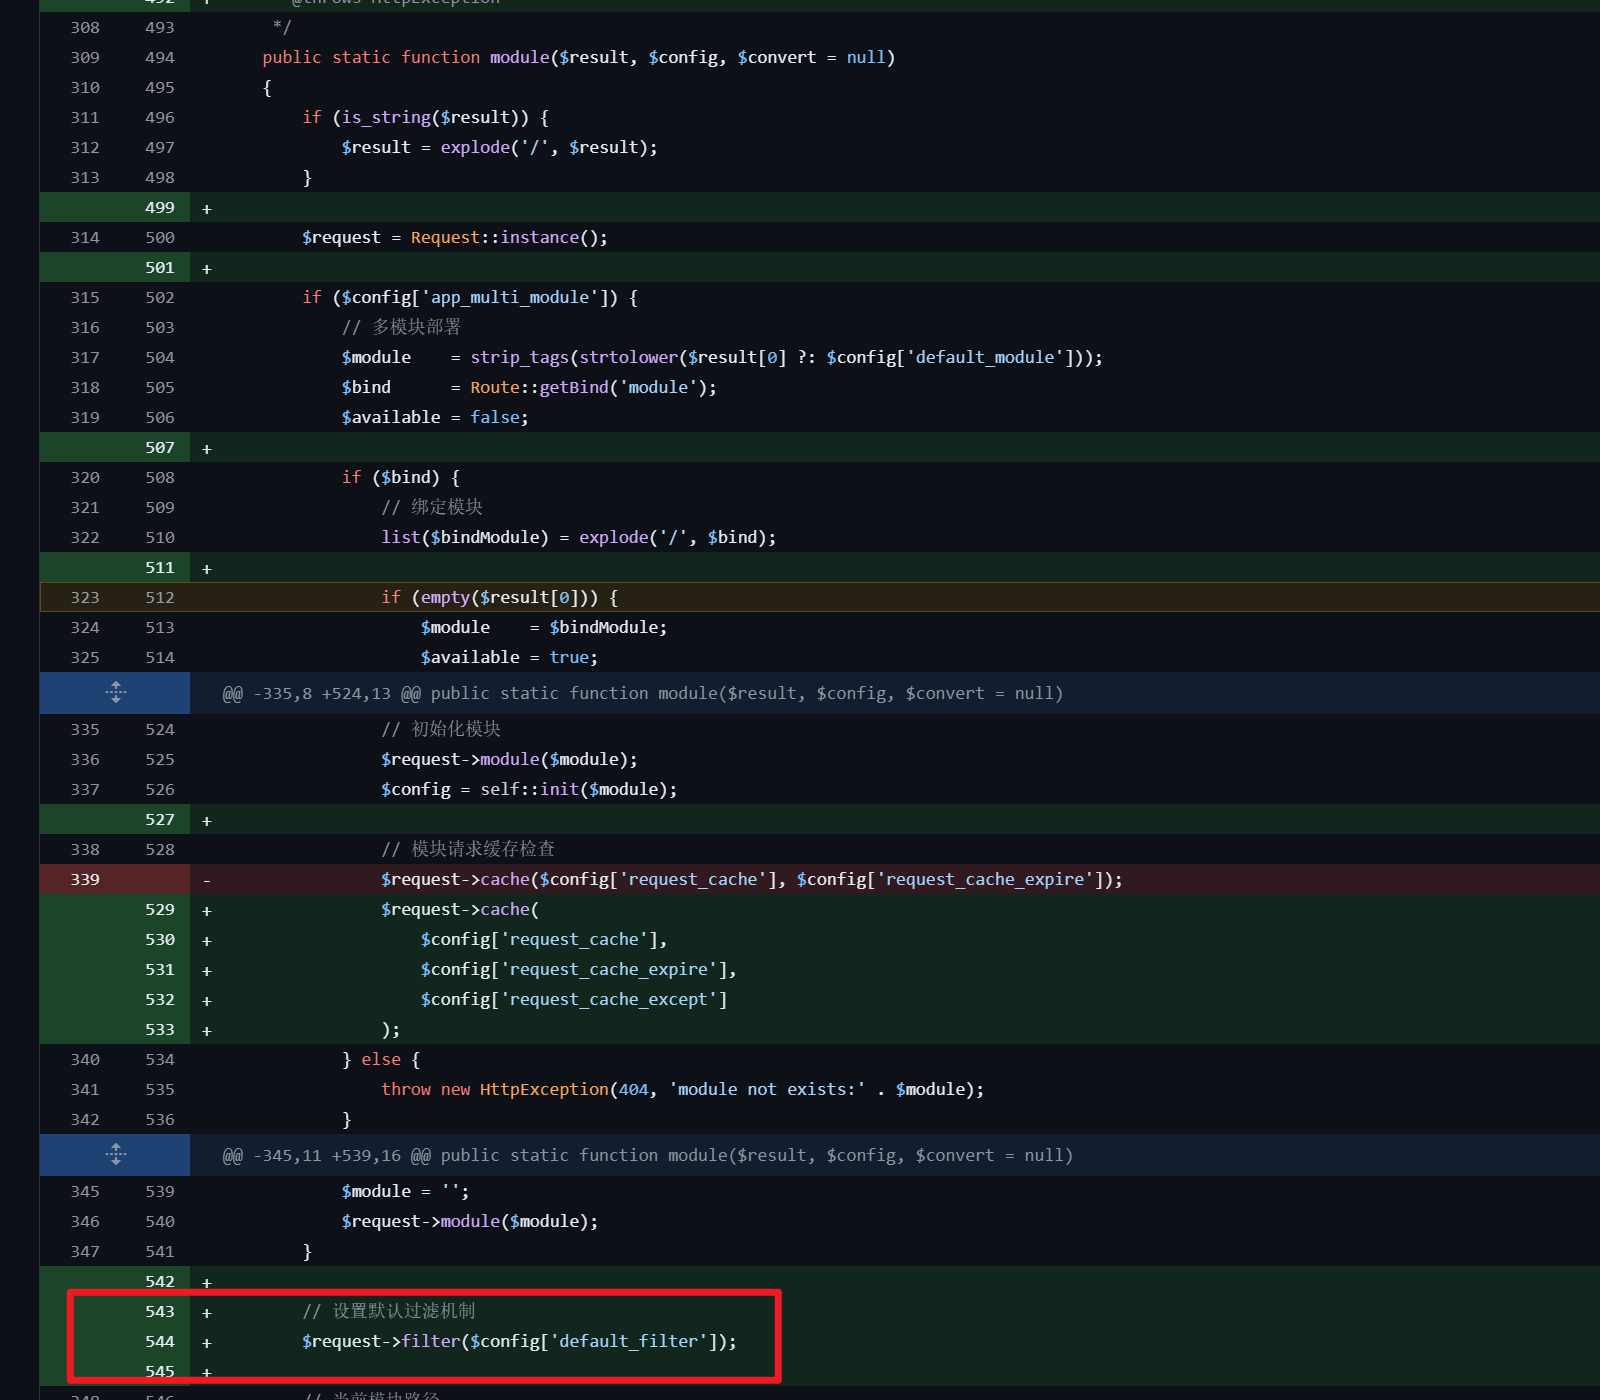 492 + @throws HttpException
308 493 */
309 494 public static function module($result, $config, $convert = null)
310 495 {
311 496 if (is_string($result)) {
312 497 $result = explode('/', $result);
313 498 }
499 +
314 500 $request = Request::instance();
501 +
315 502 if ($config['app_multi_module']) {
316 503 // 多模块部署
317 504 $module    = strip_tags(strtolower($result[0] ?: $config['default_module']));
318 505 $bind      = Route::getBind('module');
319 506 $available = false;
507 +
320 508 if ($bind) {
321 509 // 绑定模块
322 510 list($bindModule) = explode('/', $bind);
511 +
323 512 if (empty($result[0])) {
324 513 $module    = $bindModule;
325 514 $available = true;
@@ -335,8 +524,13 @@ public static function module($result, $config, $convert = null)
335 524 // 初始化模块
336 525 $request->module($module);
337 526 $config = self::init($module);
527 +
338 528 // 模块请求缓存检查
339 - $request->cache($config['request_cache'], $config['request_cache_expire']);
529 + $request->cache(
530 + $config['request_cache'],
531 + $config['request_cache_expire'],
532 + $config['request_cache_except']
533 + );
340 534 } else {
341 535 throw new HttpException(404, 'module not exists:' . $module);
342 536 }
@@ -345,11 +539,16 @@ public static function module($result, $config, $convert = null)
345 539 $module = '';
346 540 $request->module($module);
347 541 }
542 +
543 + // 设置默认过滤机制
544 + $request->filter($config['default_filter']);
545 +
348 546 // 当前模块路径